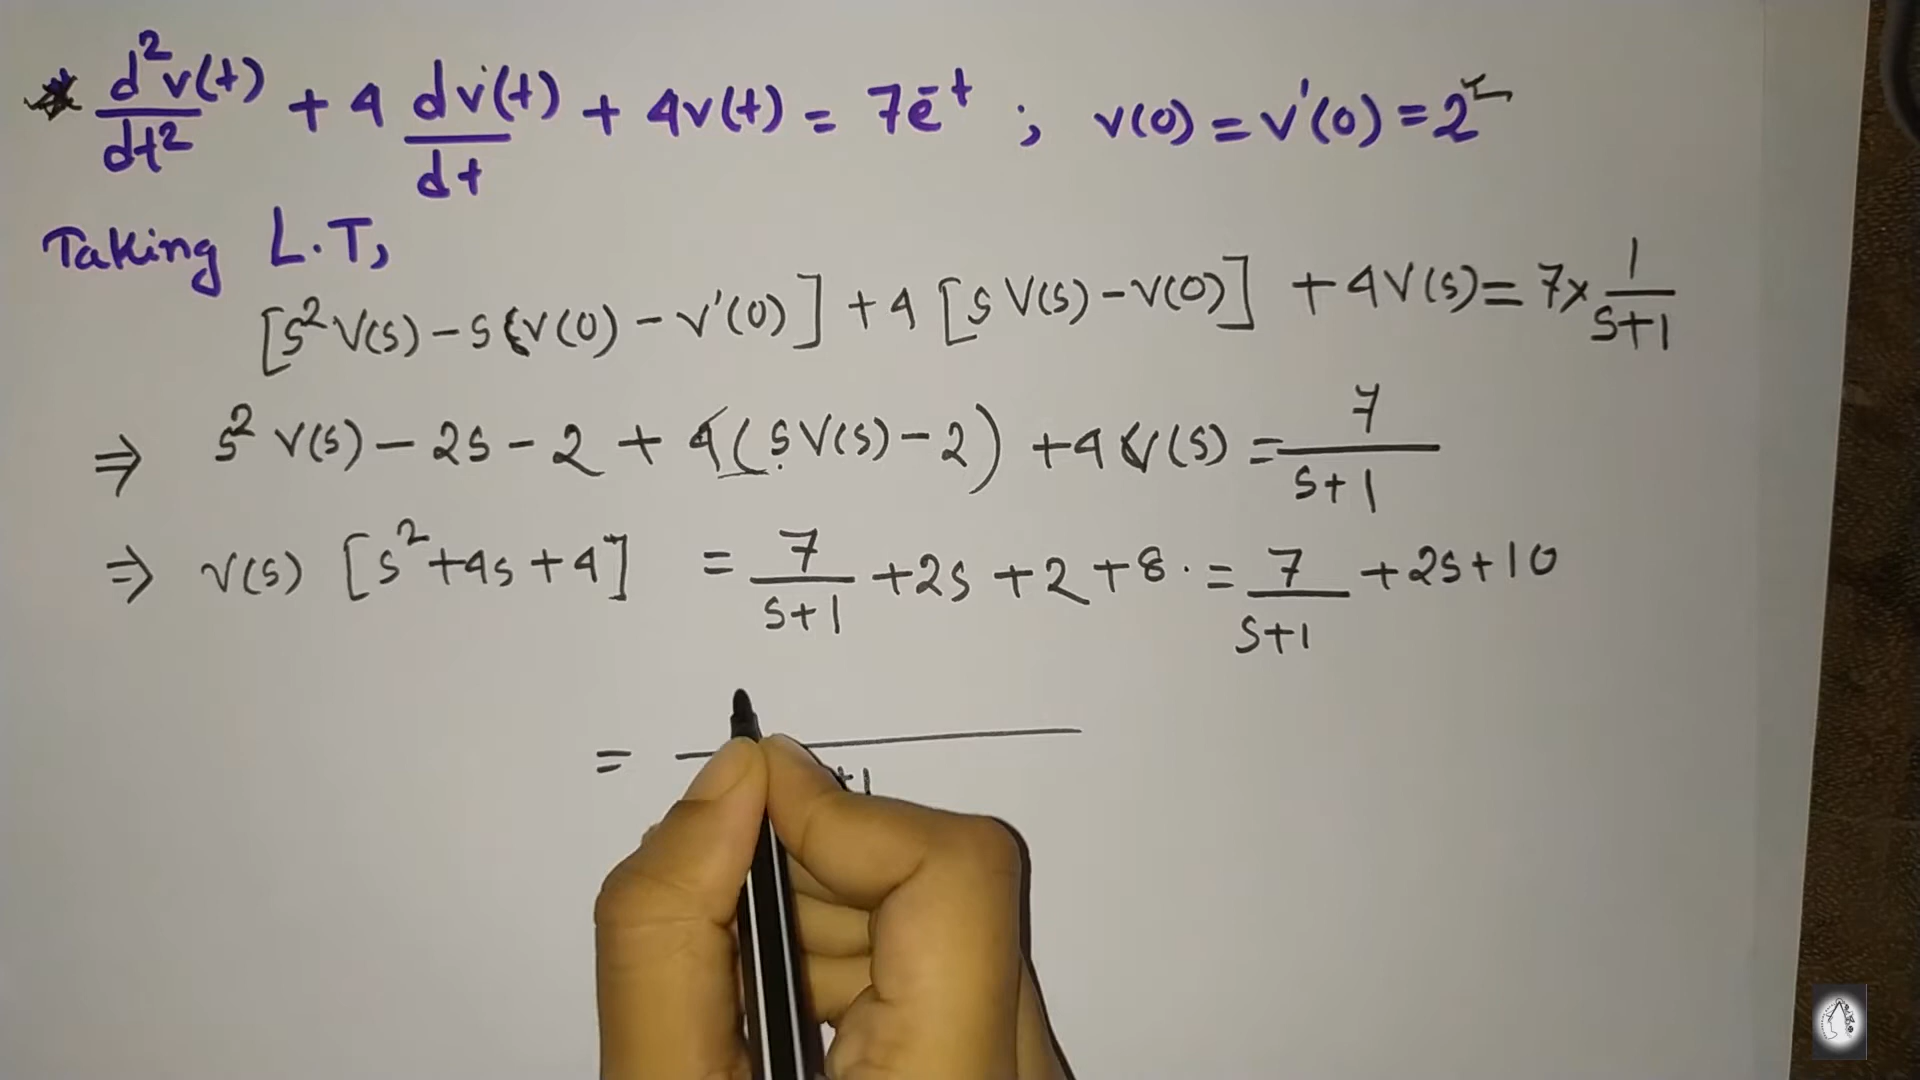 * d²v(t)/dt² + 4 dv(t)/dt + 4v(t) = 7e⁻ᵗ ; v(0) = v'(0) = 2
Taking L.T,
[s²V(s) - s v(0) - v'(0)] + 4 [s V(s) - v(0)] + 4V(s) = 7 × 1/s+1
⇒ s² V(s) - 2s - 2 + 4(sV(s) - 2) + 4V(s) = 7/s+1
⇒ V(s) [s² + 4s + 4] = 7/s+1 + 2s + 2 + 8 . = 7/s+1 + 2s + 10
= +1